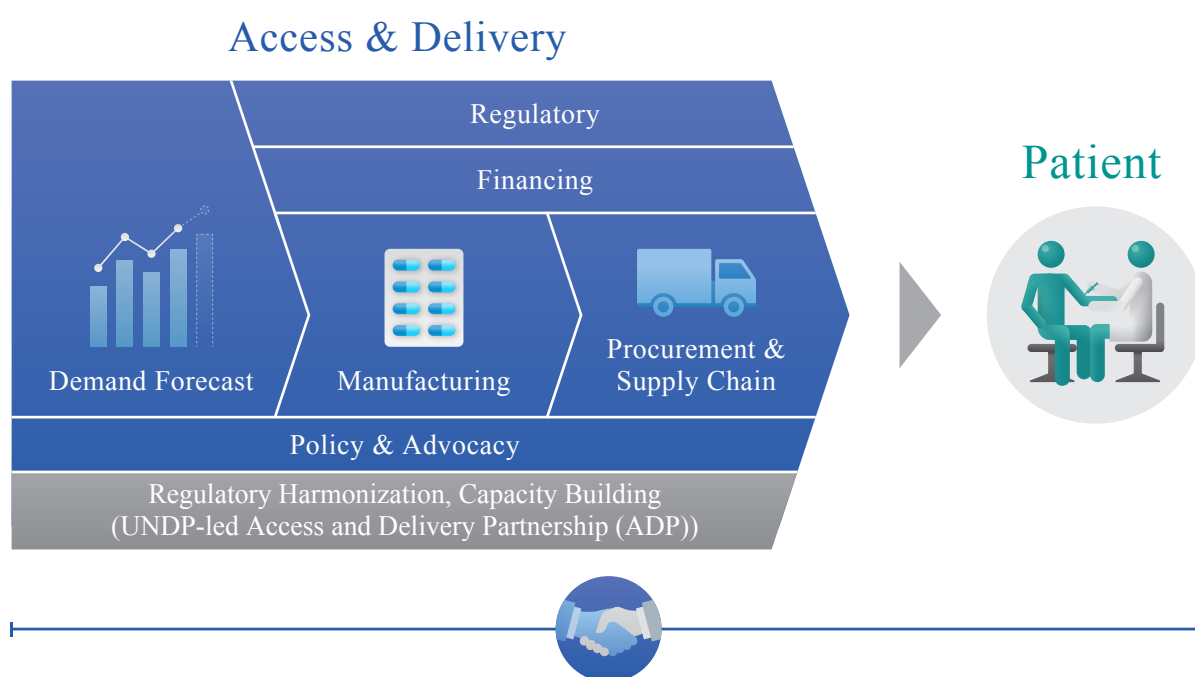 Access & Delivery
Regulatory
Financing
Patient
Demand Forecast
Manufacturing
Procurement &
Supply Chain
Policy & Advocacy
Regulatory Harmonization, Capacity Building
(UNDP-led Access and Delivery Partnership (ADP))